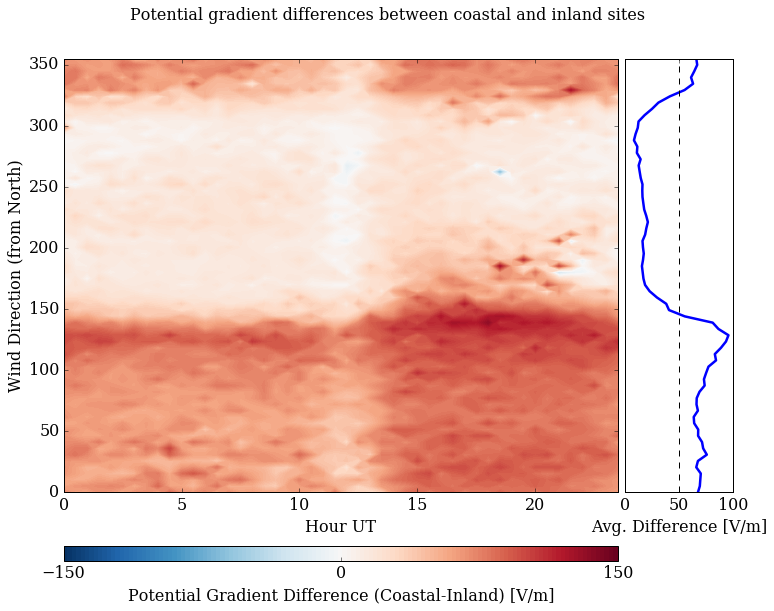 Potential gradient differences between coastal and inland sites
350
300
250
200
150
100
50
0
Wind Direction (from North)
0 5 10 15 20
Hour UT
0 50 100
Avg. Difference [V/m]
−150 0 150
Potential Gradient Difference (Coastal-Inland) [V/m]